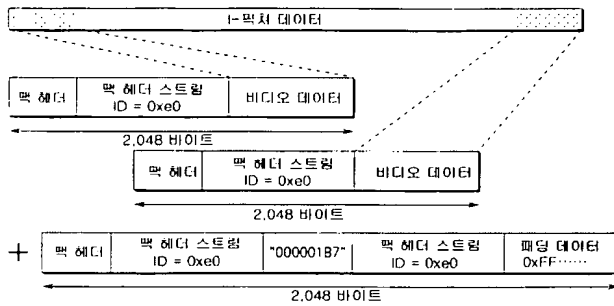 I-픽처 데이터
팩 헤더
팩 헤더 스트림
ID = 0xe0
비디오 데이터
2,048 바이트
팩 헤더
팩 헤더 스트림
ID = 0xe0
비디오 데이터
2,048 바이트
+
팩 헤더
팩 헤더 스트림
ID = 0xe0
"000001B7"
팩 헤더 스트림
ID = 0xe0
패딩 데이터
0xFF……
2,048 바이트